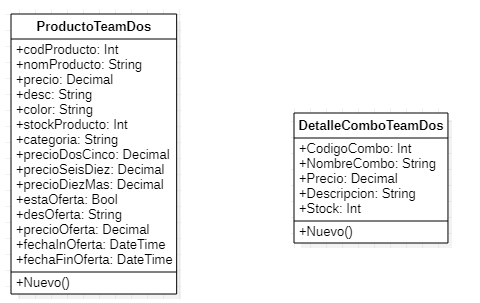 ProductoTeamDos
+codProducto: Int
+nomProducto: String
+precio: Decimal
+desc: String
+color: String
+stockProducto: Int
+categoria: String
+precioDosCinco: Decimal
+precioSeisDiez: Decimal
+precioDiezMas: Decimal
+estaOferta: Bool
+desOferta: String
+precioOferta: Decimal
+fechaInOferta: DateTime
+fechaFinOferta: DateTime
+Nuevo()
DetalleComboTeamDos
+CodigoCombo: Int
+NombreCombo: String
+Precio: Decimal
+Descripcion: String
+Stock: Int
+Nuevo()